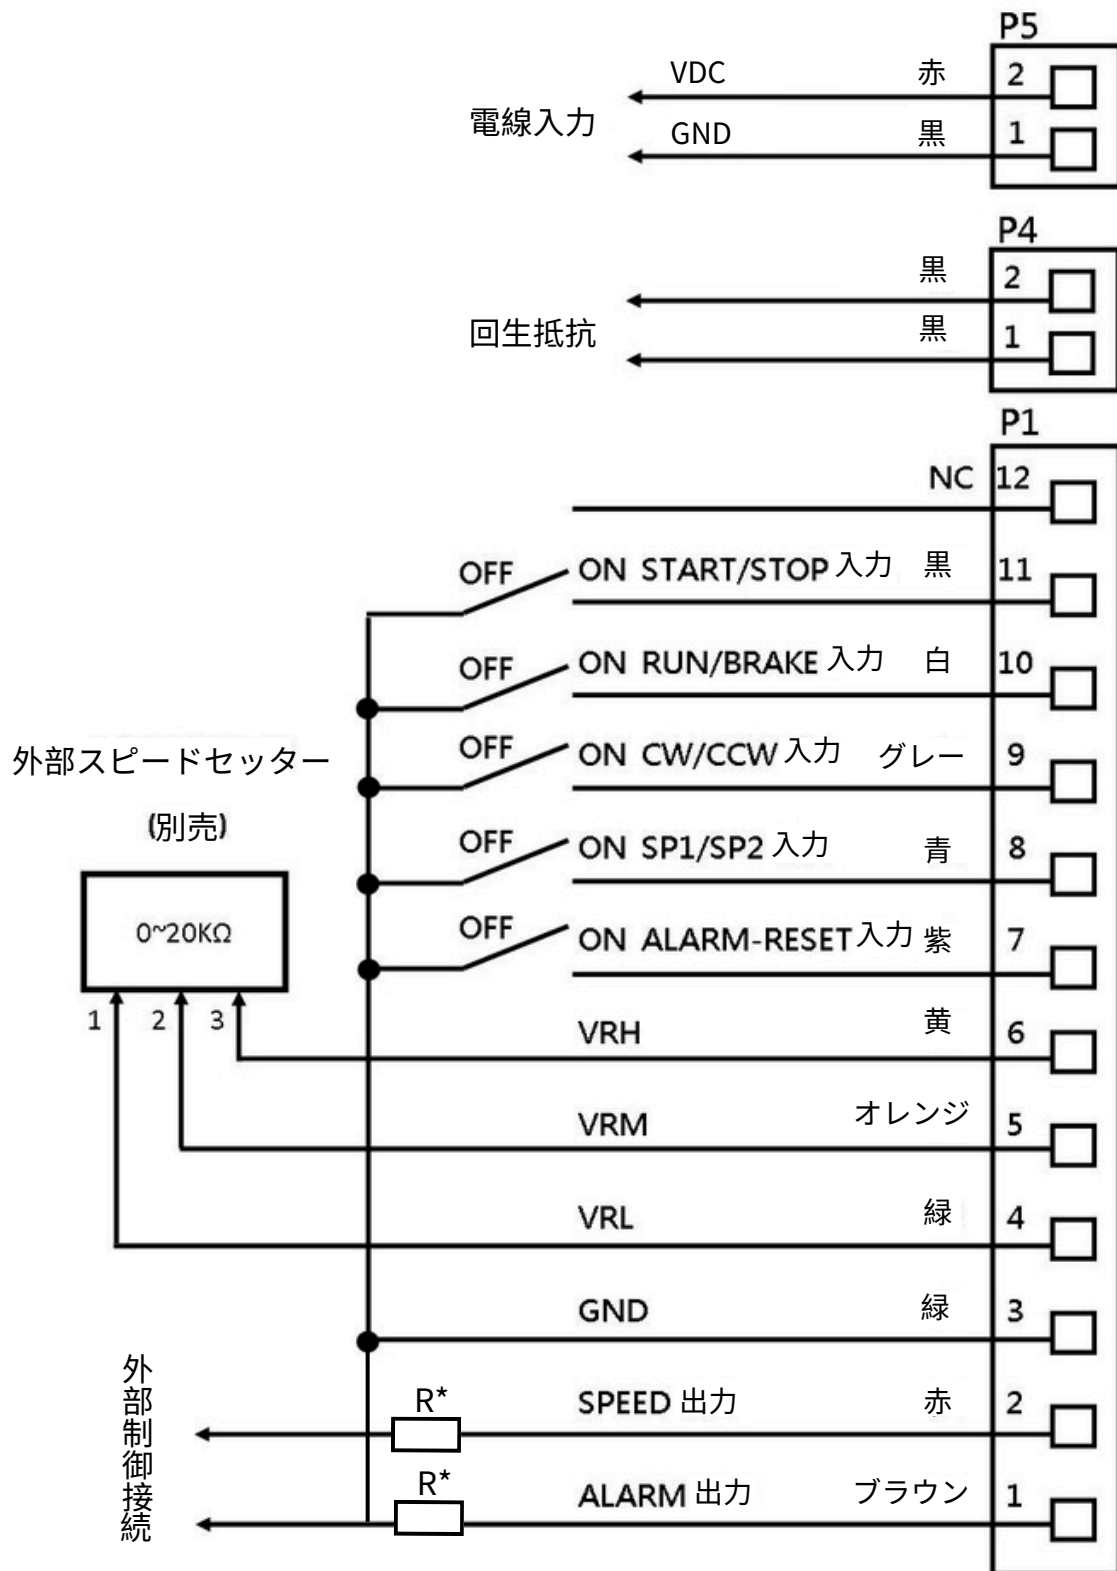 P5
VDC 赤 2
電線入力
GND 黒 1
P4
黒 2
回生抵抗
黒 1
P1
NC 12
OFF ON START/STOP 入力 黒 11
OFF ON RUN/BRAKE 入力 白 10
外部スピードセッター
(別売)
OFF ON CW/CCW 入力 グレー 9
OFF ON SP1/SP2 入力 青 8
0~20KΩ
OFF ON ALARM-RESET 入力 紫 7
1 2 3
VRH 黄 6
VRM オレンジ 5
VRL 緑 4
GND 緑 3
外部制御接続
R* SPEED 出力 赤 2
R* ALARM 出力 ブラウン 1